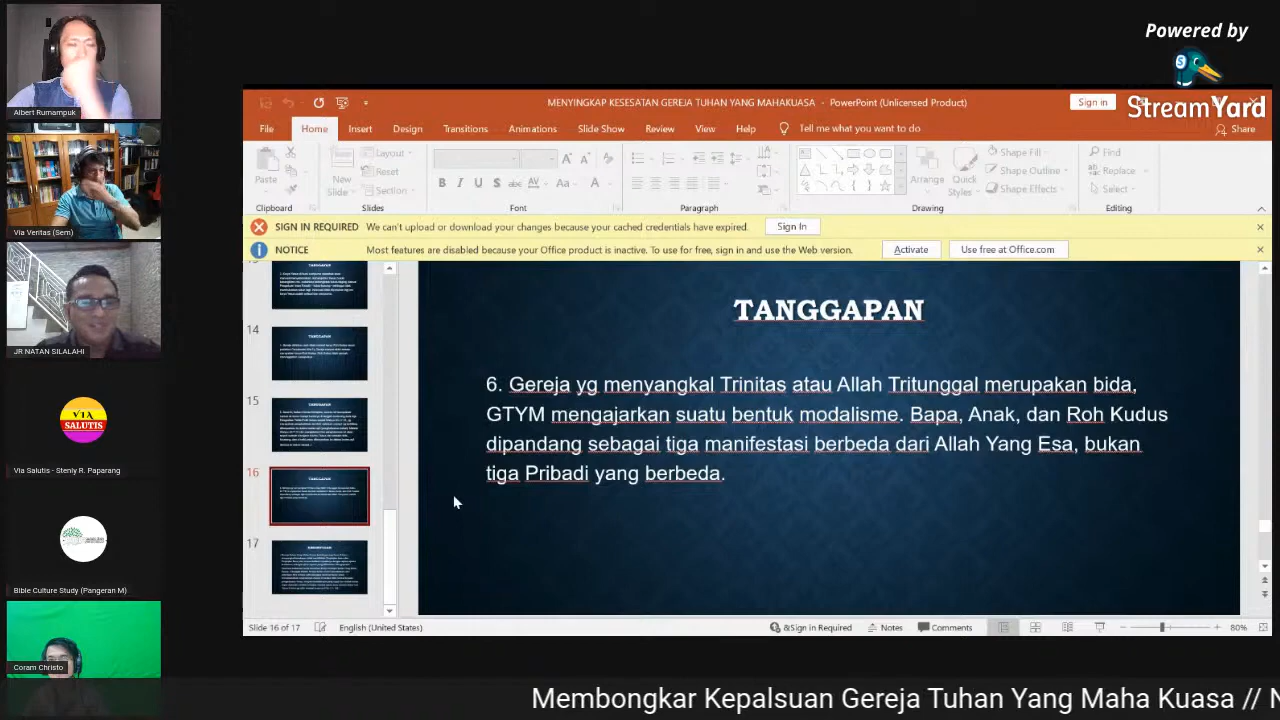 Powered by
StreamYard
Albert Rumampuk
Via Veritas (Sem)
JR NATAN SILALAHI
VIA
SALUTIS
Via Salutis - Stenly R. Paparang
Bible Culture Study (Pangeran M)
Coram Christo
MENYINGKAP KESESATAN GEREJA TUHAN YANG MAHAKUASA - PowerPoint (Unlicensed Product)
Sign in
File Home Insert Design Transitions Animations Slide Show Review View Help Tell me what you want to do
Share
Paste
New
Slide
Layout
Reset
Section
Arrange
Quick
Styles
Shape Fill
Shape Outline
Shape Effects
Find
Replace
Select
Clipboard Slides Font Paragraph Drawing Editing
SIGN IN REQUIRED We can't upload or download your changes because your cached credentials have expired. Sign In
NOTICE Most features are disabled because your Office product is inactive. To use for free, sign in and use the Web version. Activate Use free at Office.com
14
15
16
17
TANGGAPAN
6. Gereja yg menyangkal Trinitas atau Allah Tritunggal merupakan bida,
GTYM mengajarkan suatu bentuk modalisme. Bapa, Anak dan Roh Kudus
dipandang sebagai tiga manifestasi berbeda dari Allah yang Esa, bukan
tiga Pribadi yang berbeda.
Slide 16 of 17 English (United States) &Sign in Required Notes Comments 80%
Membongkar Kepalsuan Gereja Tuhan Yang Maha Kuasa //